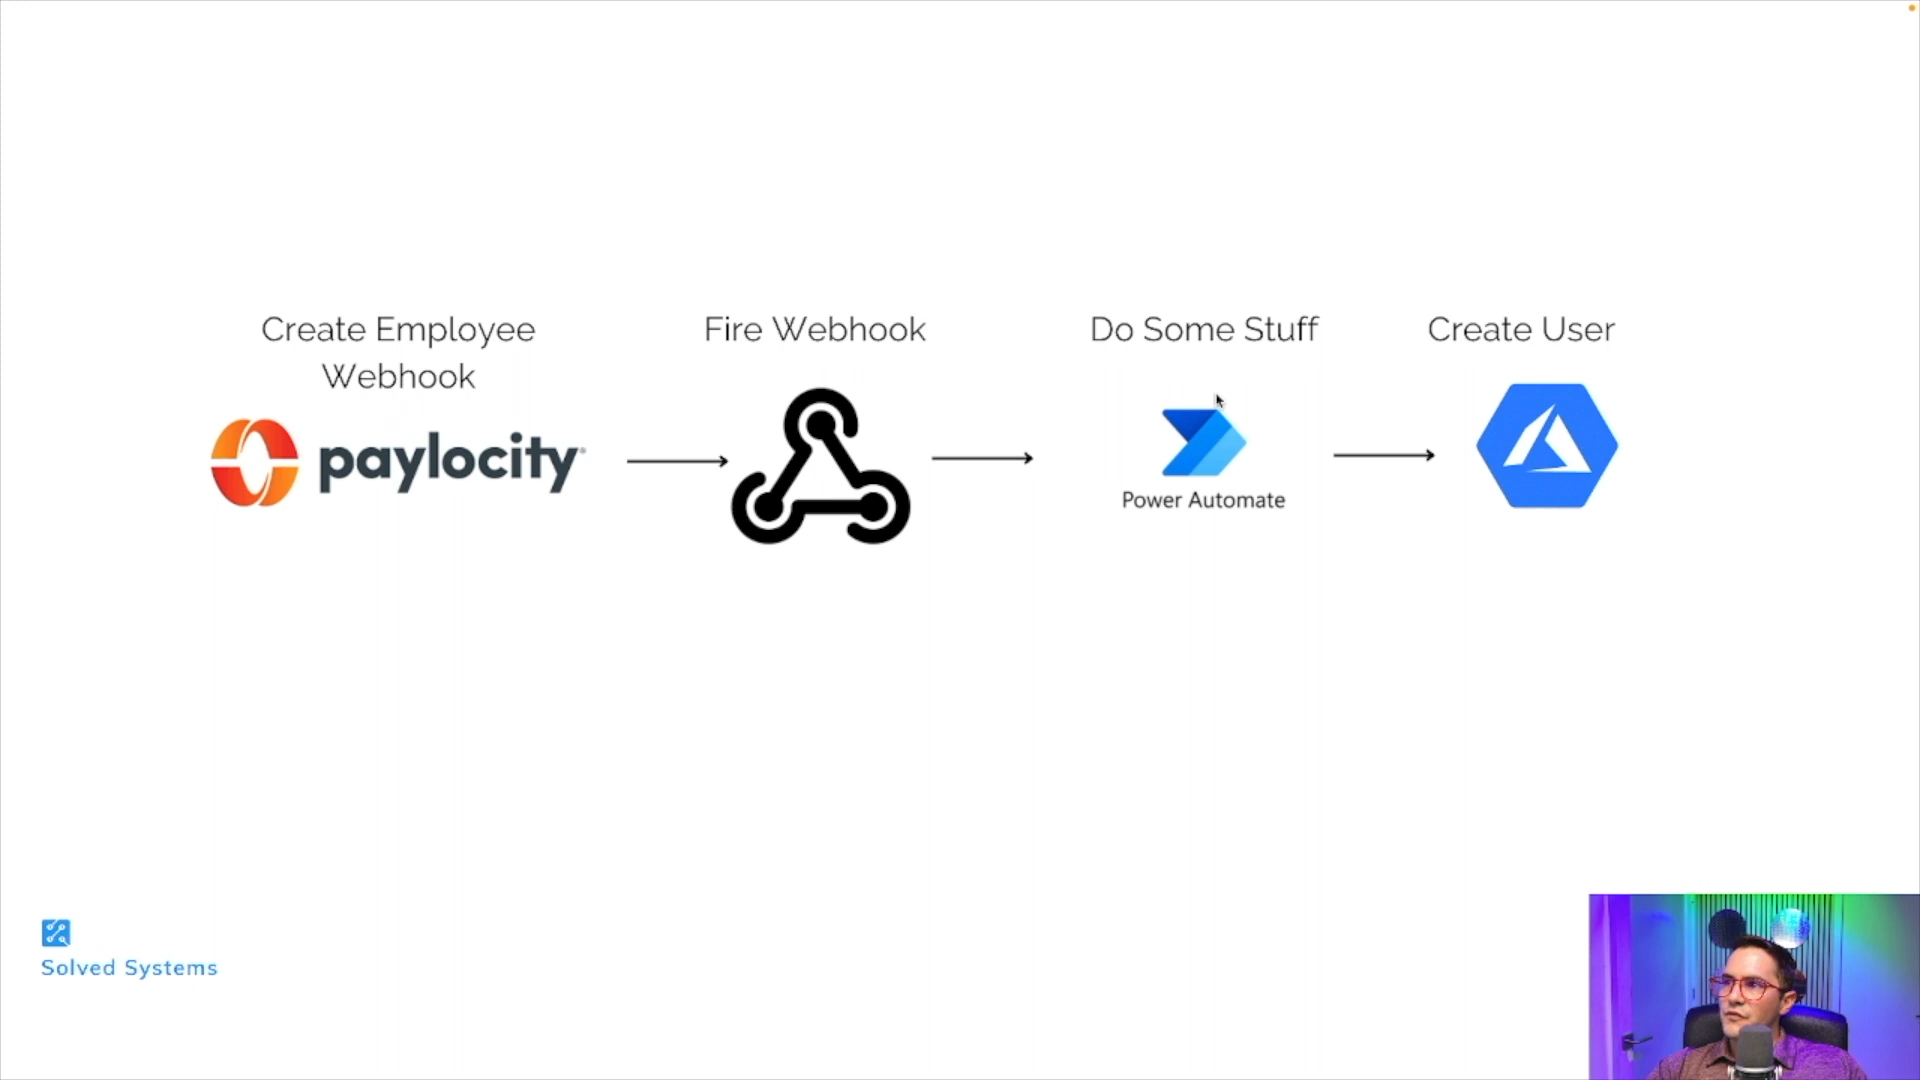 Create Employee
Webhook
Fire Webhook
Do Some Stuff
Create User
paylocity
Power Automate
Solved Systems